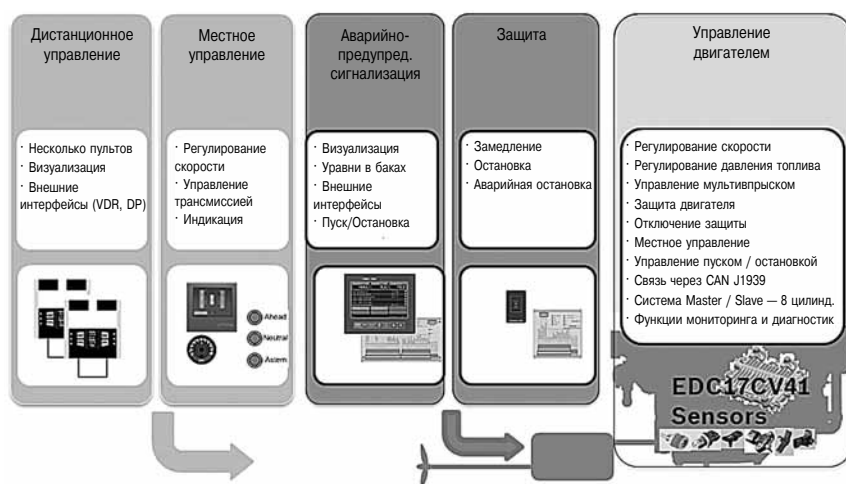 Дистанционное
управление
Местное
управление
Аварийно-
предупред.
сигнализация
Защита
Управление
двигателем
· Несколько пультов
· Визуализация
· Внешние
интерфейсы (VDR, DP)
· Регулирование
скорости
· Управление
трансмиссией
· Индикация
· Визуализация
· Уравни в баках
· Внешние
интерфейсы
· Пуск/Остановка
· Замедление
· Остановка
· Аварийная остановка
· Регулирование скорости
· Регулирование давления топлива
· Управление мультивпрыском
· Защита двигателя
· Отключение защиты
· Местное управление
· Управление пуском / остановкой
· Связь через CAN J1939
· Система Master / Slave — 8 цилинд.
· Функции мониторинга и диагностик
Ahead
Neutral
Astern
EDC17CV41
Sensors